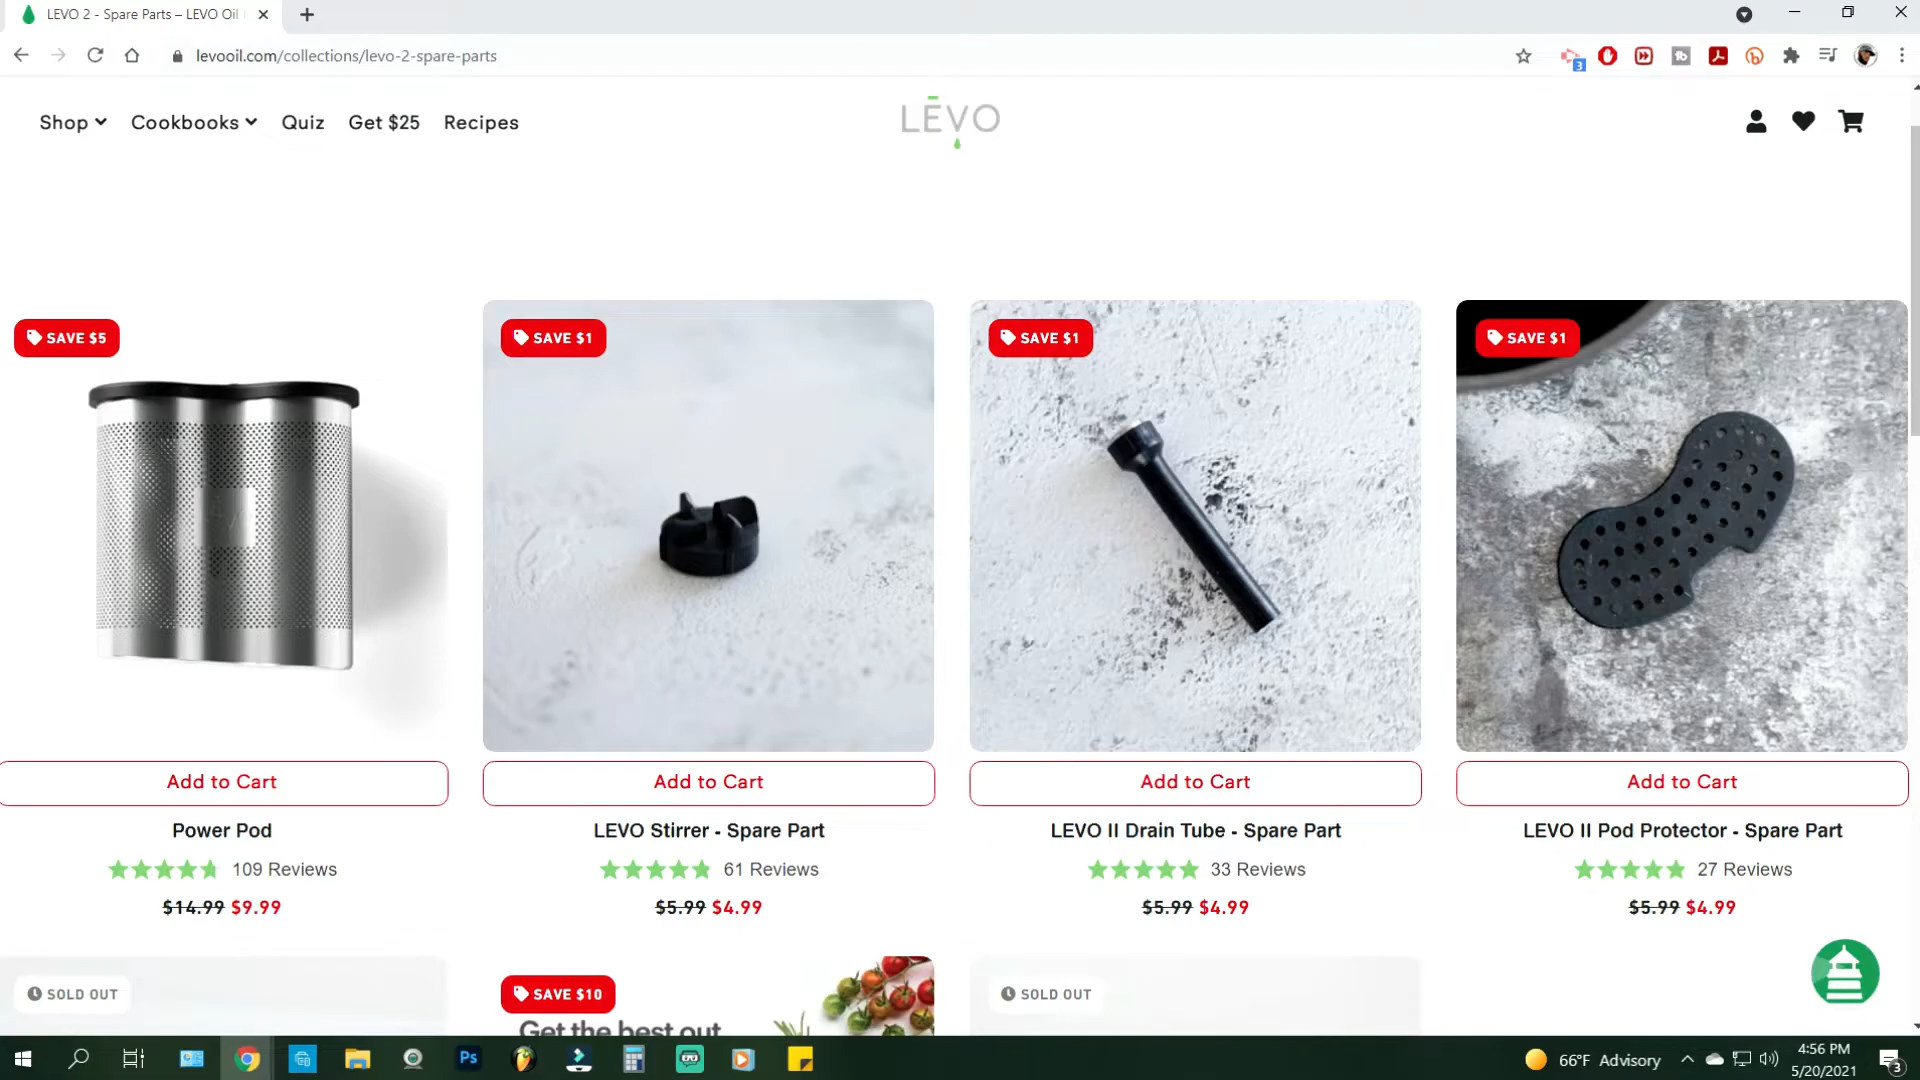 LEVO 2 - Spare Parts – LEVO Oil
levooil.com/collections/levo-2-spare-parts
3
Shop
Cookbooks
Quiz
Get $25
Recipes
LĒVO
SAVE $5
SAVE $1
SAVE $1
SAVE $1
Add to Cart
Add to Cart
Add to Cart
Add to Cart
Power Pod
LEVO Stirrer - Spare Part
LEVO II Drain Tube - Spare Part
LEVO II Pod Protector - Spare Part
109 Reviews
61 Reviews
33 Reviews
27 Reviews
$14.99 $9.99
$5.99 $4.99
$5.99 $4.99
$5.99 $4.99
SOLD OUT
SAVE $10
SOLD OUT
Get the best out
Ps
66°F Advisory
4:56 PM
5/20/2021
3